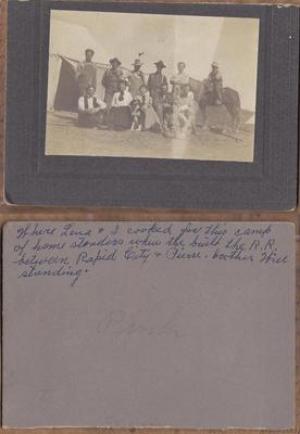 Where Lena & I cooked for this camp
of home standers when the built the R.R.
between Rapid City & Pierre - brother Will
standing.